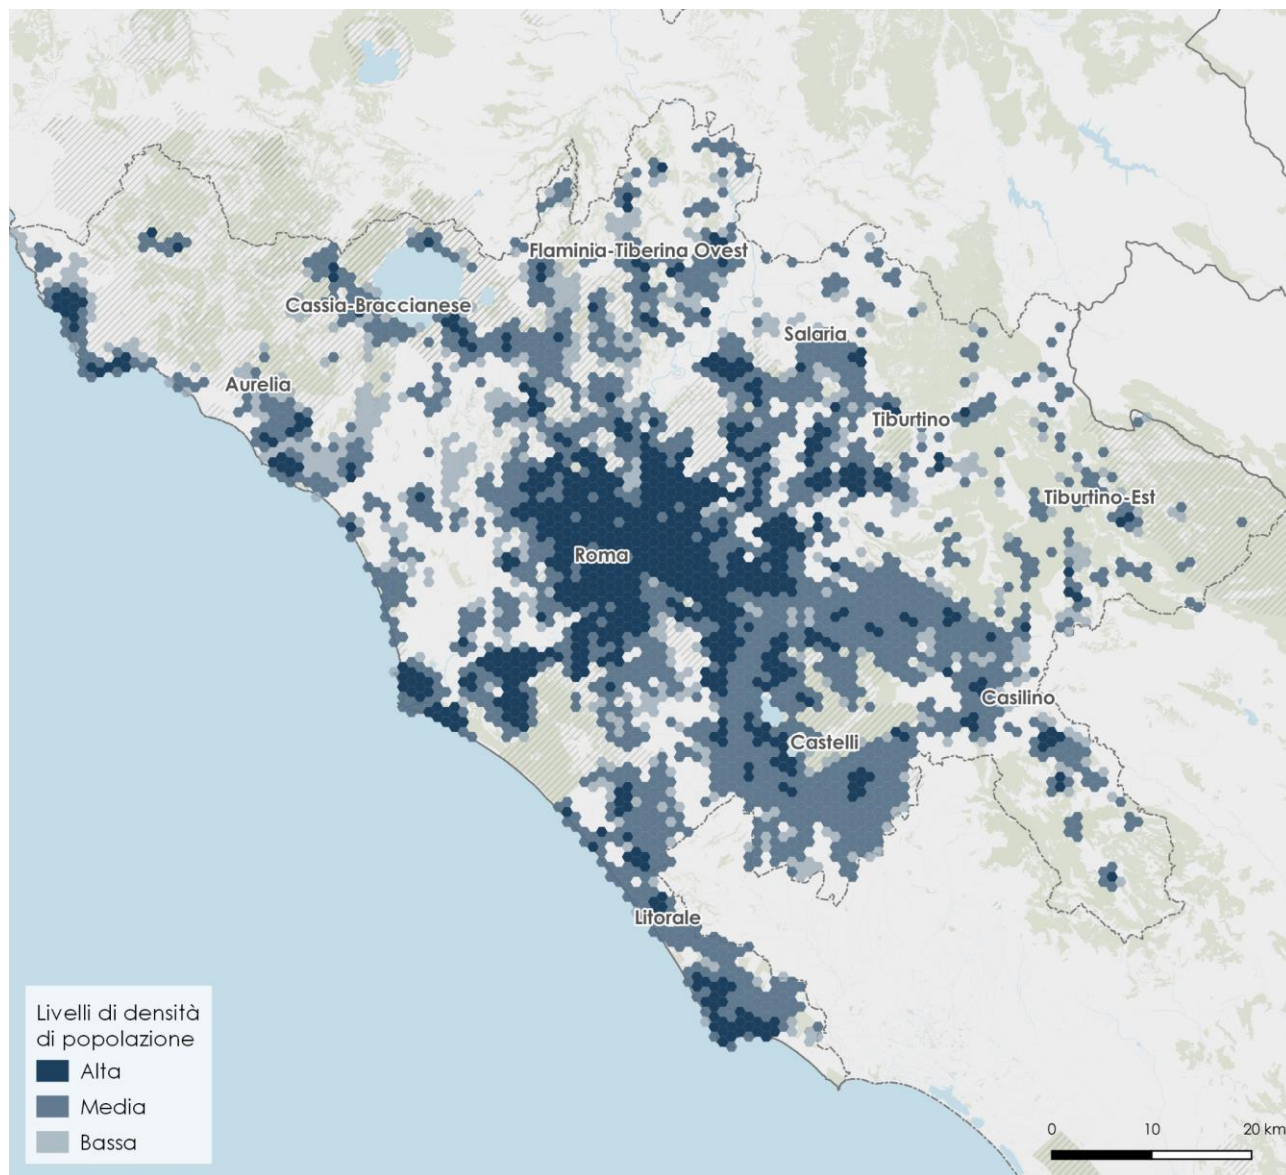 Flaminia-Tiberina Ovest
Cassia-Braccianese
Salaria
Aurelia
Tiburtino
Tiburtino-Est
Roma
Casilino
Castelli
Litorale
Livelli di densità
di popolazione
Alta
Media
Bassa
0 10 20 km